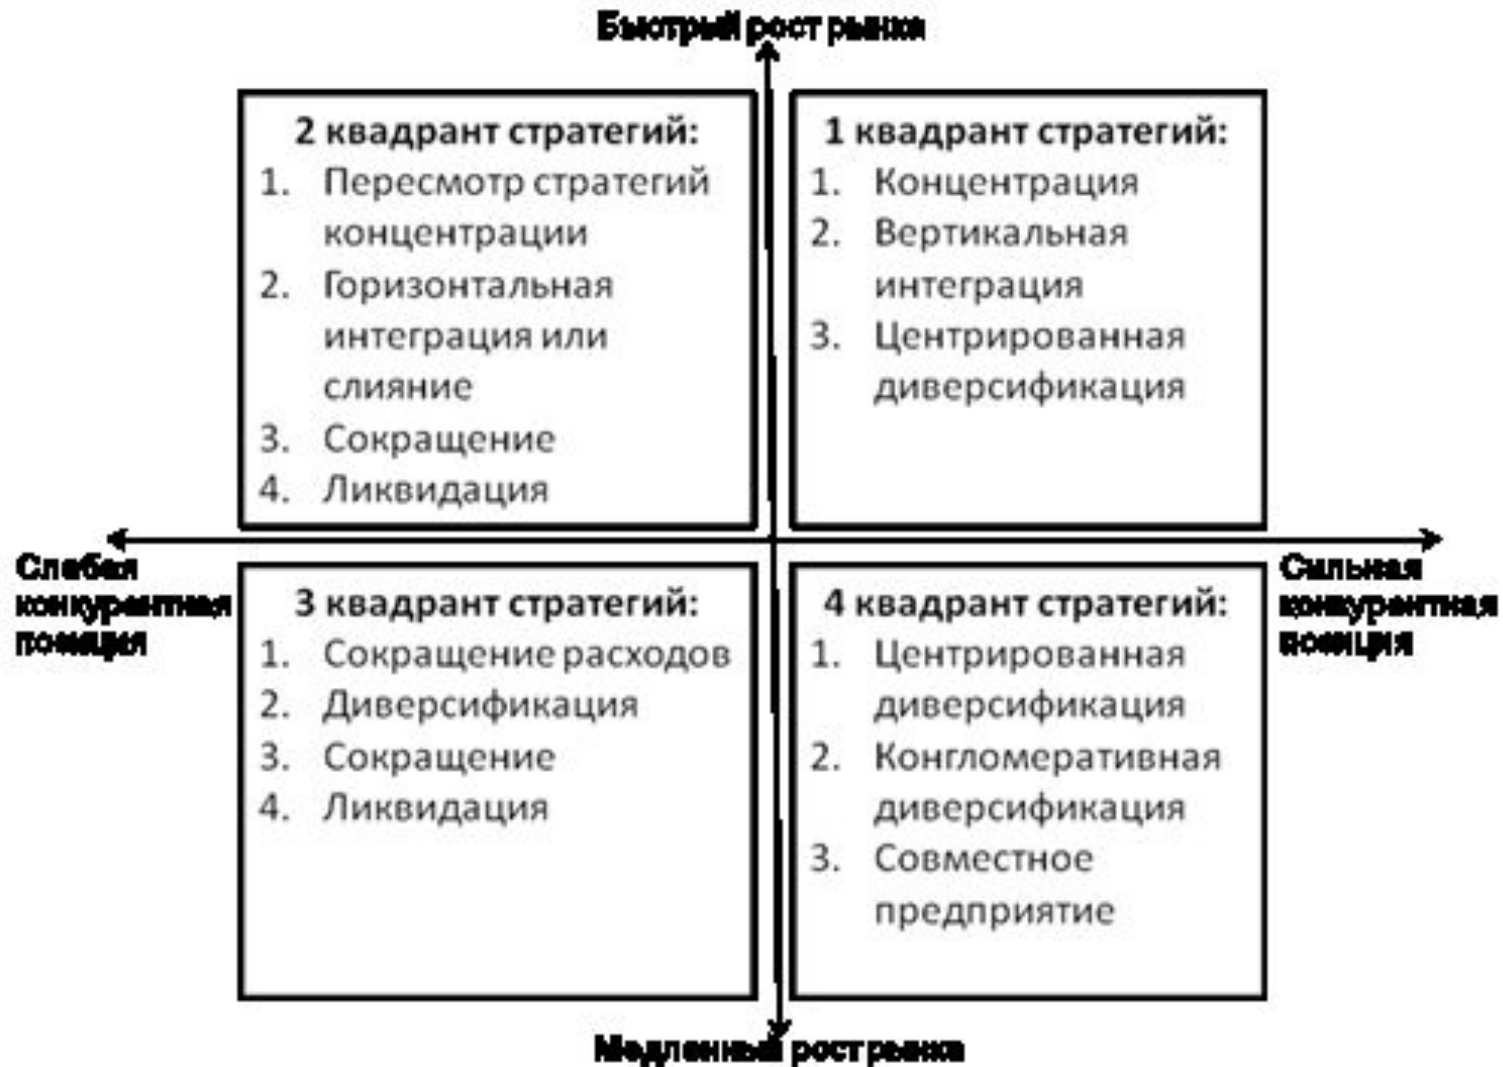 Быстрый рост рынка
2 квадрант стратегий:
1. Пересмотр стратегий
концентрации
2. Горизонтальная
интеграция или
слияние
3. Сокращение
4. Ликвидация
1 квадрант стратегий:
1. Концентрация
2. Вертикальная
интеграция
3. Центрированная
диверсификация
Слабая
конкурентная
позиция
Сильная
конкурентная
позиция
3 квадрант стратегий:
1. Сокращение расходов
2. Диверсификация
3. Сокращение
4. Ликвидация
4 квадрант стратегий:
1. Центрированная
диверсификация
2. Конгломеративная
диверсификация
3. Совместное
предприятие
Медленный рост рынка